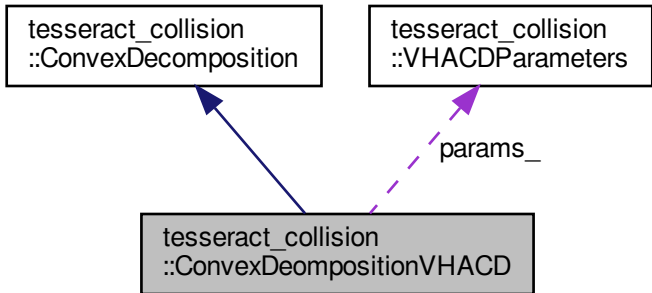 tesseract_collision
::ConvexDecomposition
tesseract_collision
::VHACDParameters
params_
tesseract_collision
::ConvexDeompositionVHACD